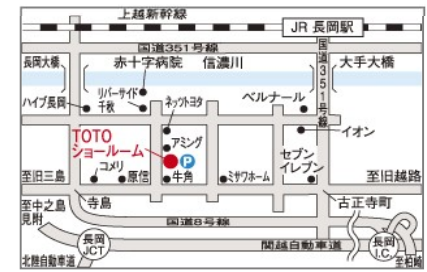 上越新幹線
JR 長岡駅
国道351号線
長岡大橋
赤十字病院
信濃川
国道351号線
大手大橋
リバーサイド
千秋
ハイブ長岡
ネッツトヨタ
ベルナール
アミング
イオン
TOTO
ショールーム
P
コメリ
原信
牛角
ミサワホーム
セブン
イレブン
至旧三島
至旧越路
至中之島
見附
寺島
古正寺町
国道8号線
長岡
JCT
関越自動車道
長岡
I.C.
北陸自動車道
至柏崎